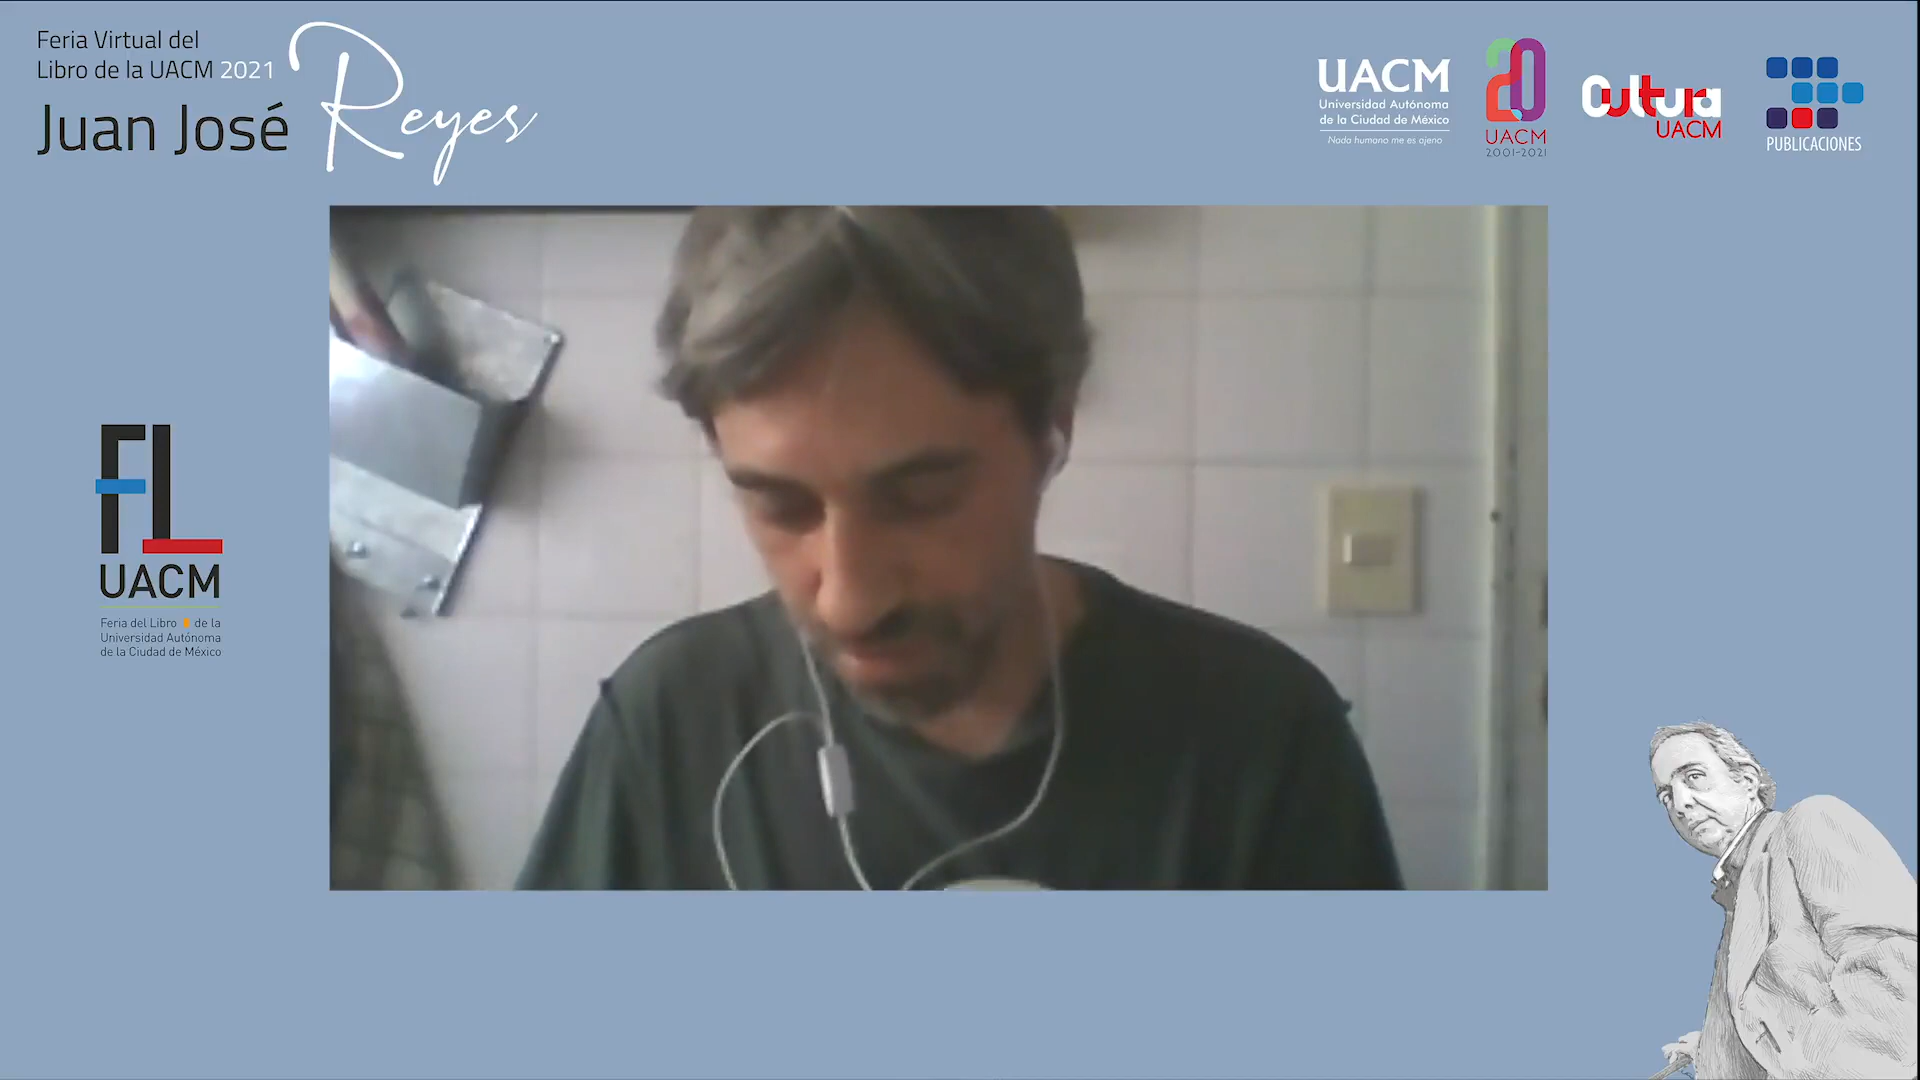 Feria Virtual del
Libro de la UACM 2021
Juan José Reyes
UACM
Universidad Autónoma
de la Ciudad de México
Nada humano me es ajeno
20
UACM
2001-2021
Cultura
UACM
PUBLICACIONES
FL
UACM
Feria del Libro de la
Universidad Autónoma
de la Ciudad de México